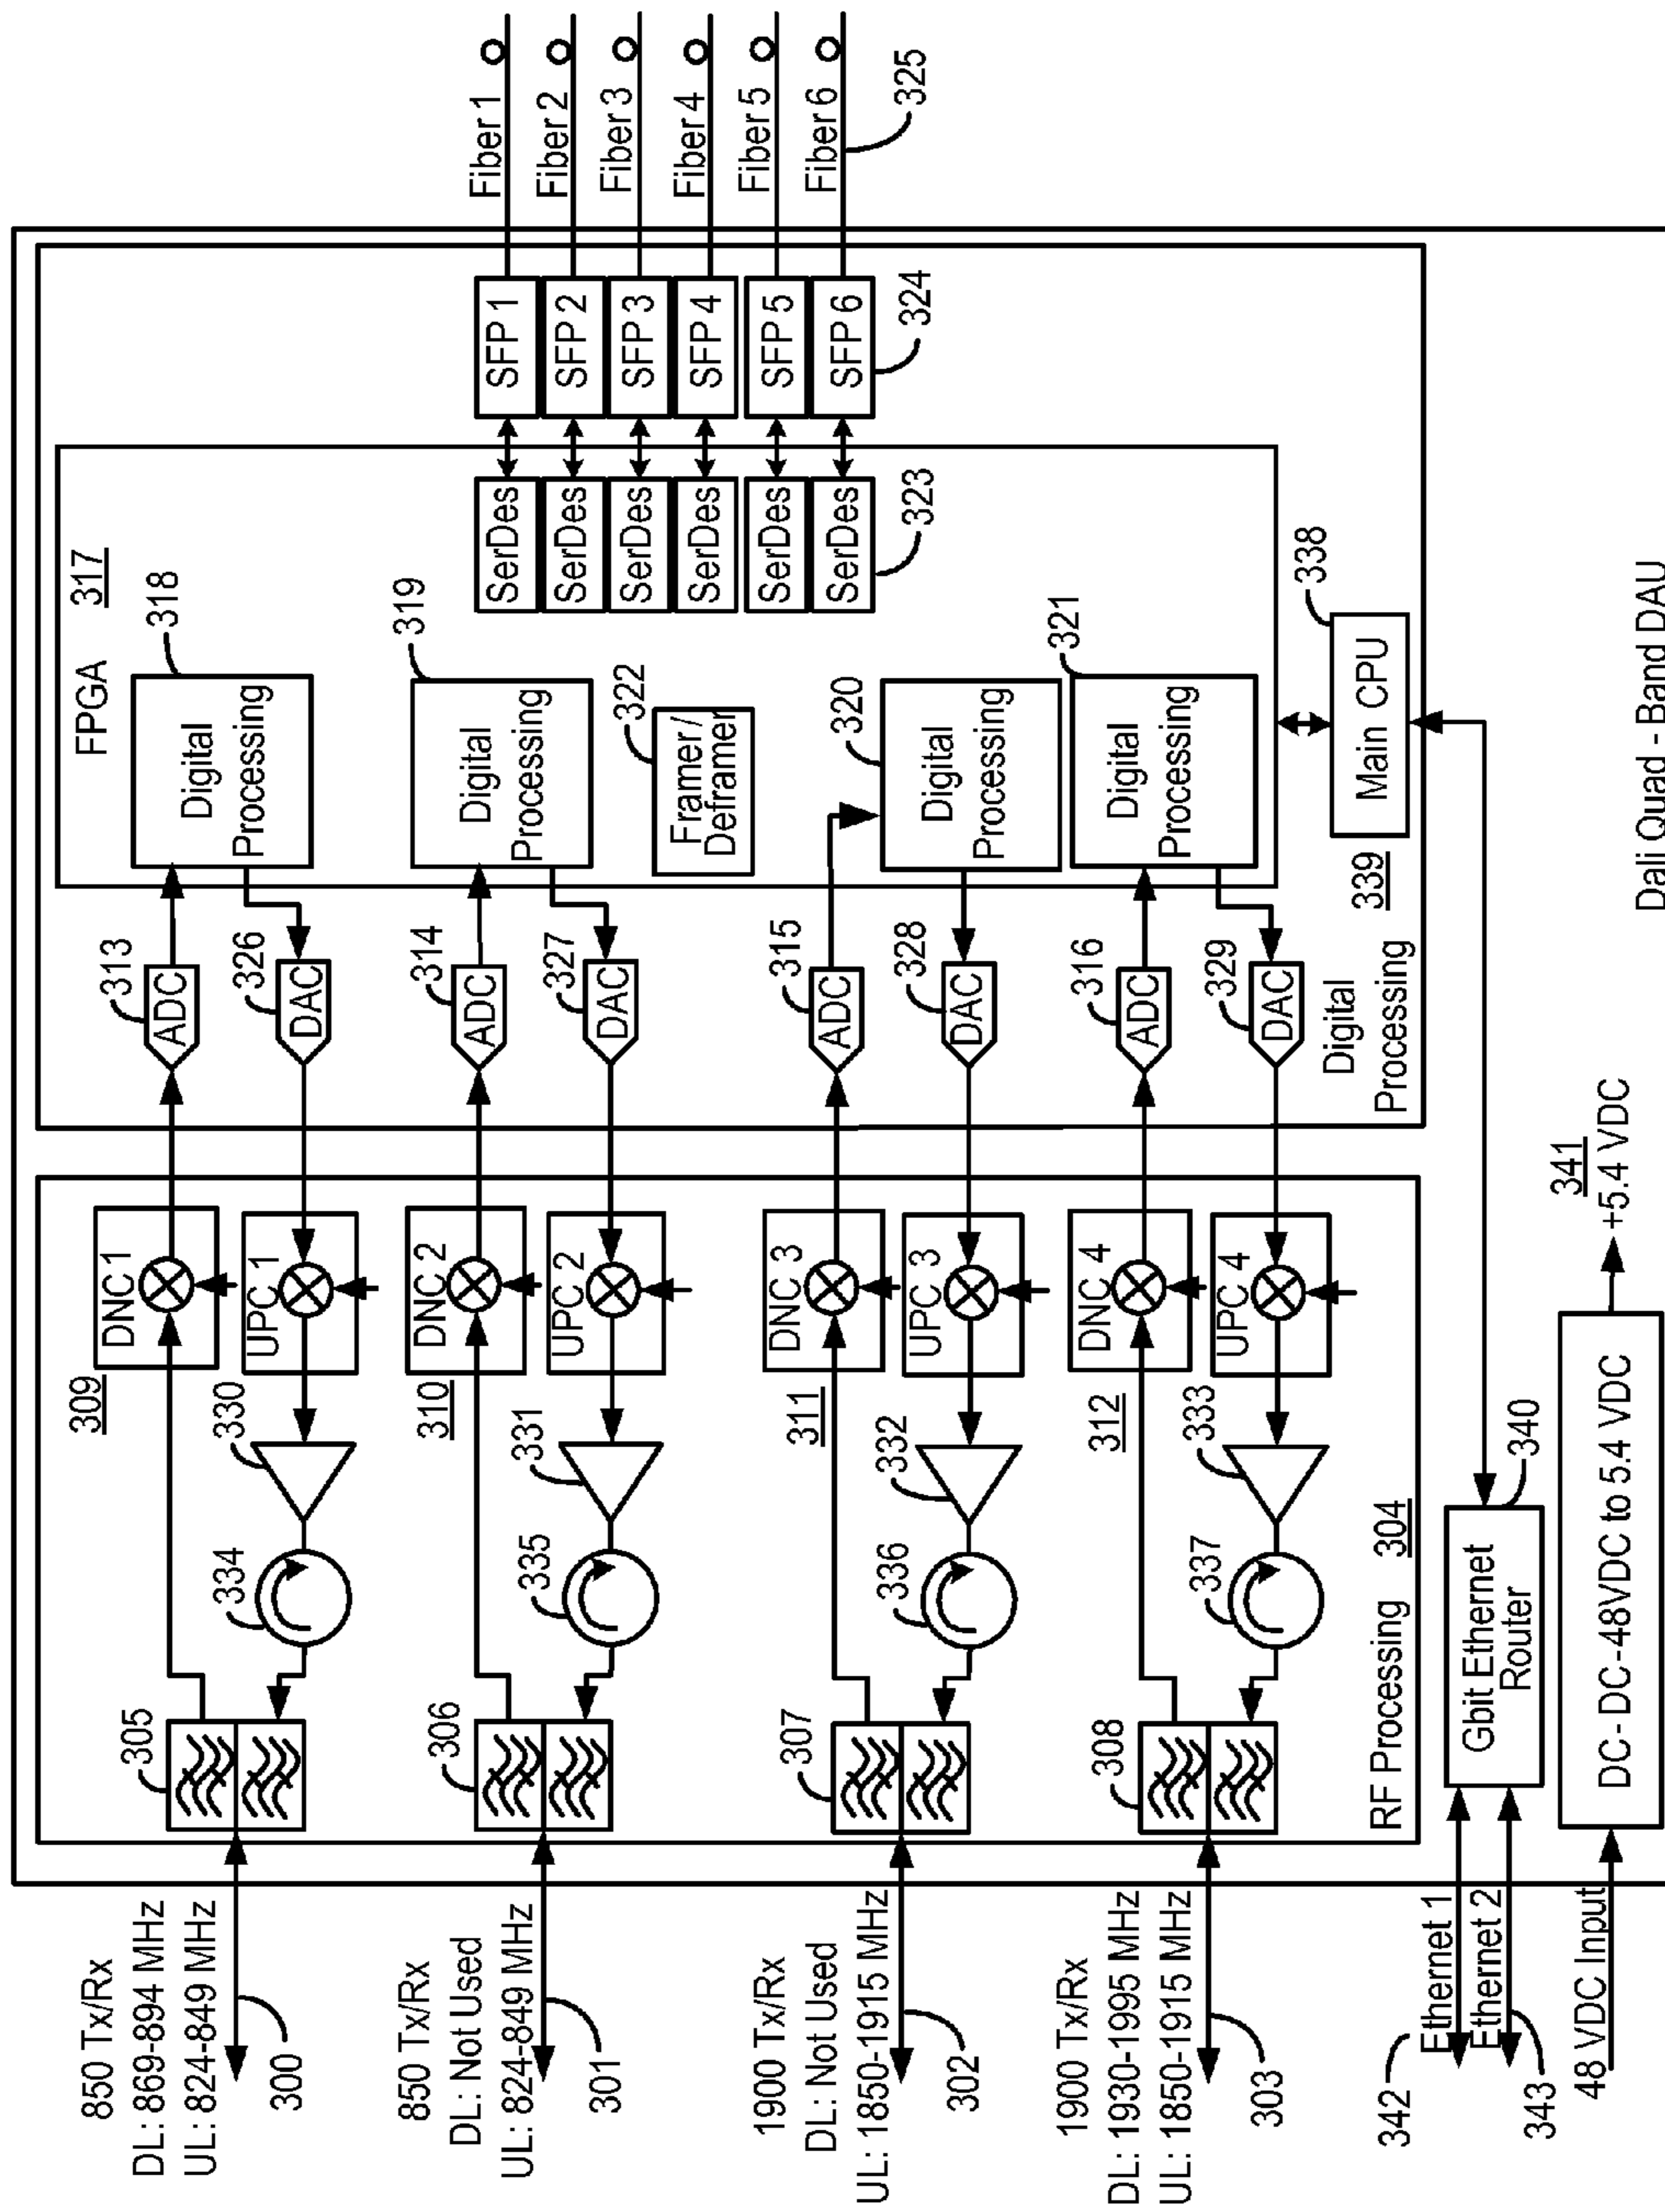 850 Tx/Rx
DL: 869-894 MHz
UL: 824-849 MHz
300
850 Tx/Rx
DL: Not Used
UL: 824-849 MHz
301
1900 Tx/Rx
DL: Not Used
UL: 1850-1915 MHz
302
1900 Tx/Rx
DL: 1930-1995 MHz
UL: 1850-1915 MHz
303
342
Ethernet 1
Ethernet 2
343
48 VDC Input
305
306
307
308
RF Processing 304
334
335
336
337
330
331
332
333
309
DNC 1
UPC 1
310
DNC 2
UPC 2
311
DNC 3
UPC 3
312
DNC 4
UPC 4
Gbit Ethernet
Router
340
DC-DC-48VDC to 5.4 VDC
341
+5.4 VDC
313
ADC
326
DAC
314
ADC
327
DAC
315
ADC
328
DAC
316
ADC
329
DAC
Digital
Processing
339
FPGA 317
318
Digital
Processing
319
Digital
Processing
322
Framer/
Deframer
320
Digital
Processing
321
Digital
Processing
338
Main CPU
SerDes
SerDes
SerDes
SerDes
SerDes
SerDes
323
SFP 1
SFP 2
SFP 3
SFP 4
SFP 5
SFP 6
324
Fiber 1
Fiber 2
Fiber 3
Fiber 4
Fiber 5
Fiber 6
325
Dali Quad - Band DAU